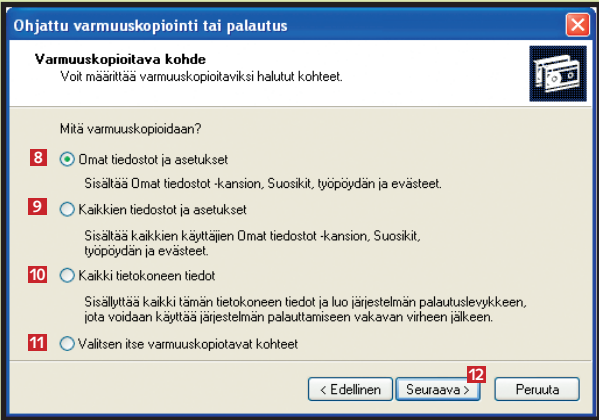 Ohjattu varmuuskopiointi tai palautus
Varmuuskopioitava kohde
Voit määrittää varmuuskopioitaviksi halutut kohteet.
Mitä varmuuskopioidaan?
8 Omat tiedostot ja asetukset
Sisältää Omat tiedostot -kansion, Suosikit, työpöydän ja evästeet.
9 Kaikkien tiedostot ja asetukset
Sisältää kaikkien käyttäjien Omat tiedostot -kansion, Suosikit,
työpöydän ja evästeet.
10 Kaikki tietokoneen tiedot
Sisällyttää kaikki tämän tietokoneen tiedot ja luo järjestelmän palautuslevykkeen,
jota voidaan käyttää järjestelmän palauttamiseen vakavan virheen jälkeen.
11 Valitsen itse varmuuskopiotavat kohteet
12
< Edellinen Seuraava > Peruuta